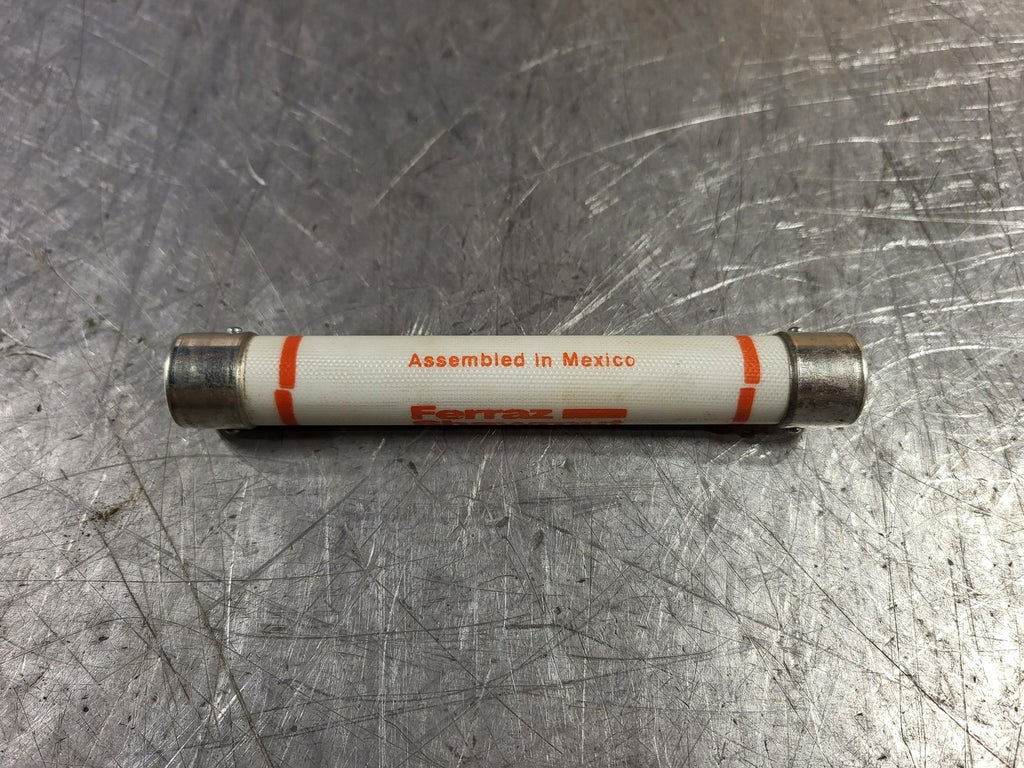 Assembled in Mexico
Ferraz